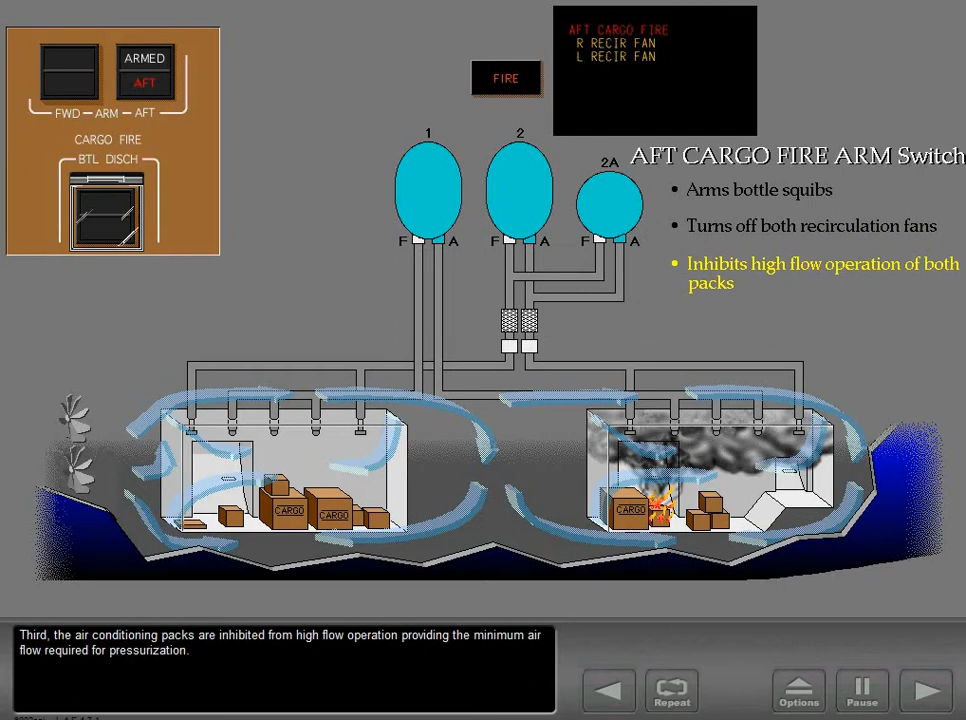 AFT CARGO FIRE
R RECIR FAN
L RECIR FAN
ARMED
AFT
FIRE
FWD ARM AFT
CARGO FIRE
BTL DISCH
1
2
2A
AFT CARGO FIRE ARM Switch
• Arms bottle squibs
• Turns off both recirculation fans
• Inhibits high flow operation of both
packs
F A F A F A
CARGO
CARGO
CARGO
Third, the air conditioning packs are inhibited from high flow operation providing the minimum air
flow required for pressurization.
Repeat
Options
Pause